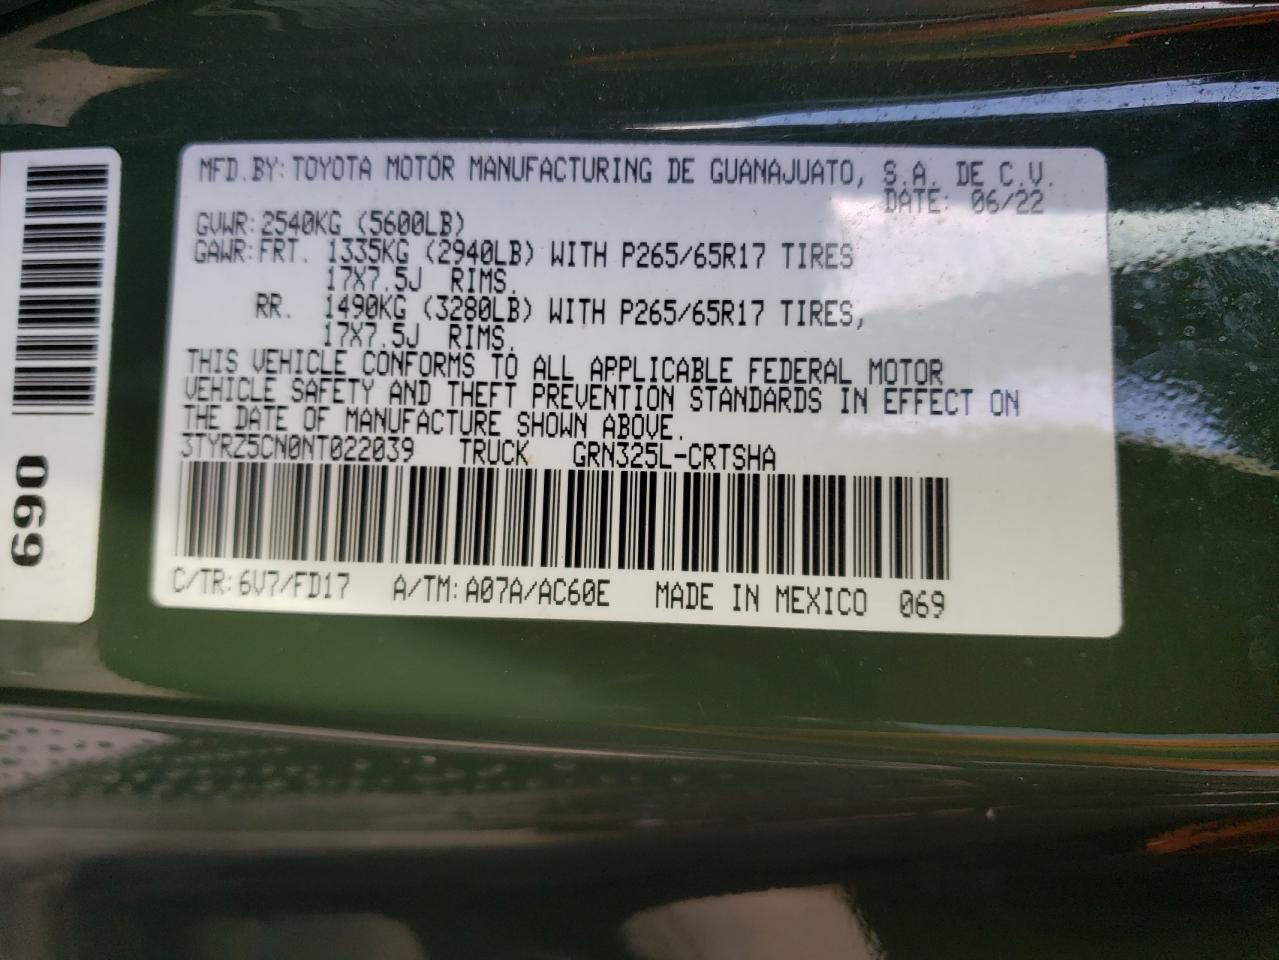 MFD.BY:TOYOTA MOTOR MANUFACTURING DE GUANAJUATO, S.A. DE C.V.
DATE: 06/22
GVWR:2540KG (5600LB)
GAWR:FRT. 1335KG (2940LB) WITH P265/65R17 TIRES
17X7.5J RIMS.
RR. 1490KG (3280LB) WITH P265/65R17 TIRES,
17X7.5J RIMS.
THIS VEHICLE CONFORMS TO ALL APPLICABLE FEDERAL MOTOR
VEHICLE SAFETY AND THEFT PREVENTION STANDARDS IN EFFECT ON
THE DATE OF MANUFACTURE SHOWN ABOVE.
3TYRZ5CN0NT022039 TRUCK GRN325L-CRTSHA
C/TR:6V7/FD17 A/TM:A07A/AC60E MADE IN MEXICO 069
069